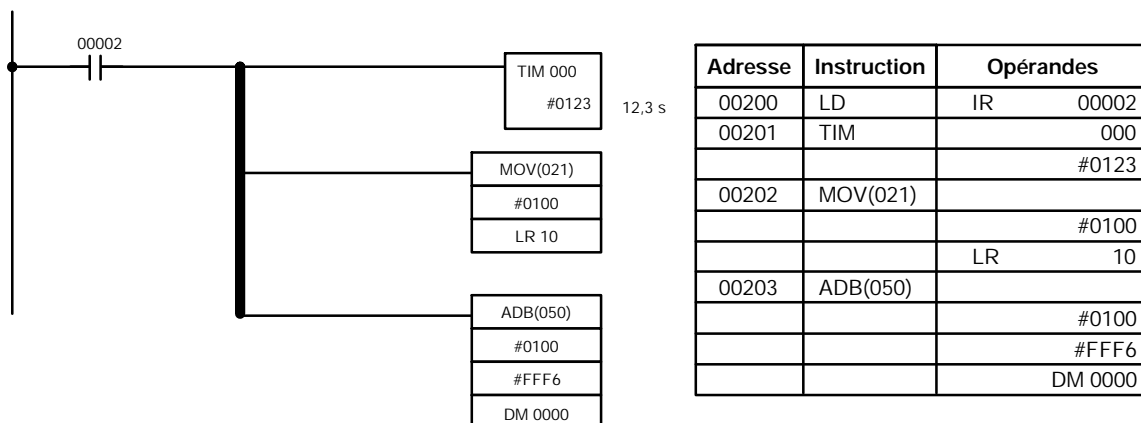 00002
TIM 000
#0123
12,3 s
MOV(021)
#0100
LR 10
ADB(050)
#0100
#FFF6
DM 0000
Adresse Instruction Opérandes
00200 LD IR 00002
00201 TIM 000
#0123
00202 MOV(021)
#0100
LR 10
00203 ADB(050)
#0100
#FFF6
DM 0000